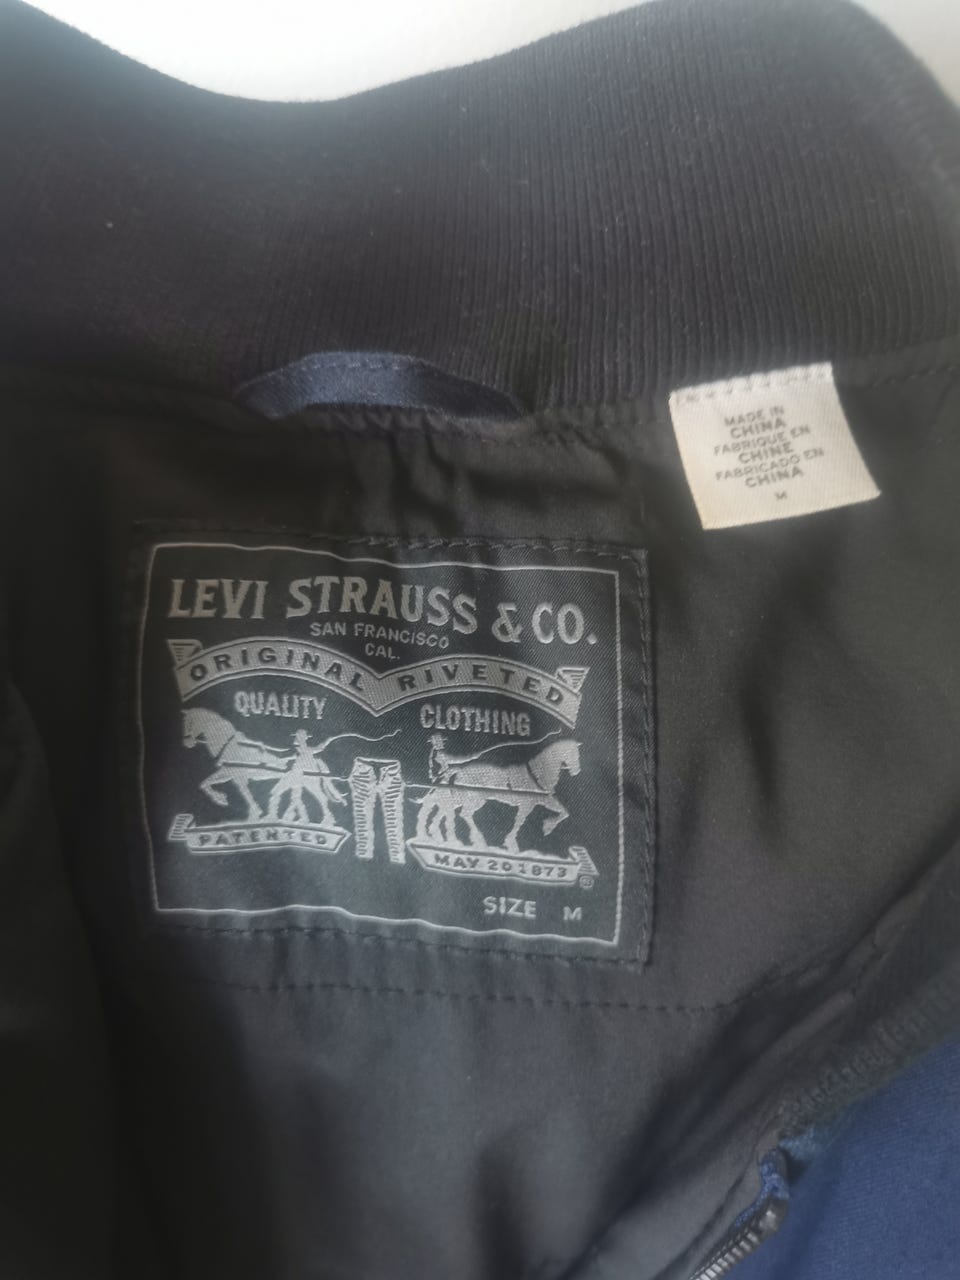 MADE IN
CHINA
FABRIQUE EN
CHINE
FABRICADO EN
CHINA
M
LEVI STRAUSS & CO.
SAN FRANCISCO
CAL.
ORIGINAL RIVETED
QUALITY CLOTHING
PATENTED MAY 20 1873
®
SIZE M